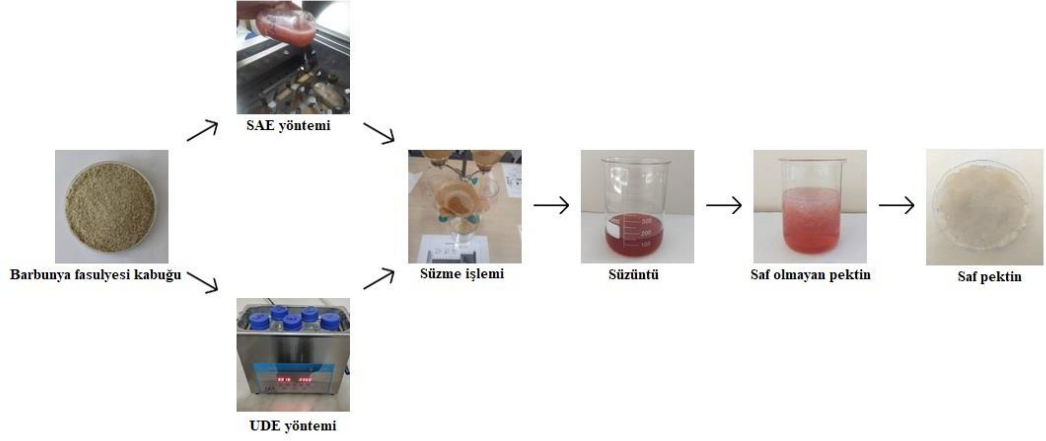 SAE yöntemi
Barbunya fasulyesi kabuğu
Süzme işlemi
Süzüntü
Saf olmayan pektin
Saf pektin
UDE yöntemi